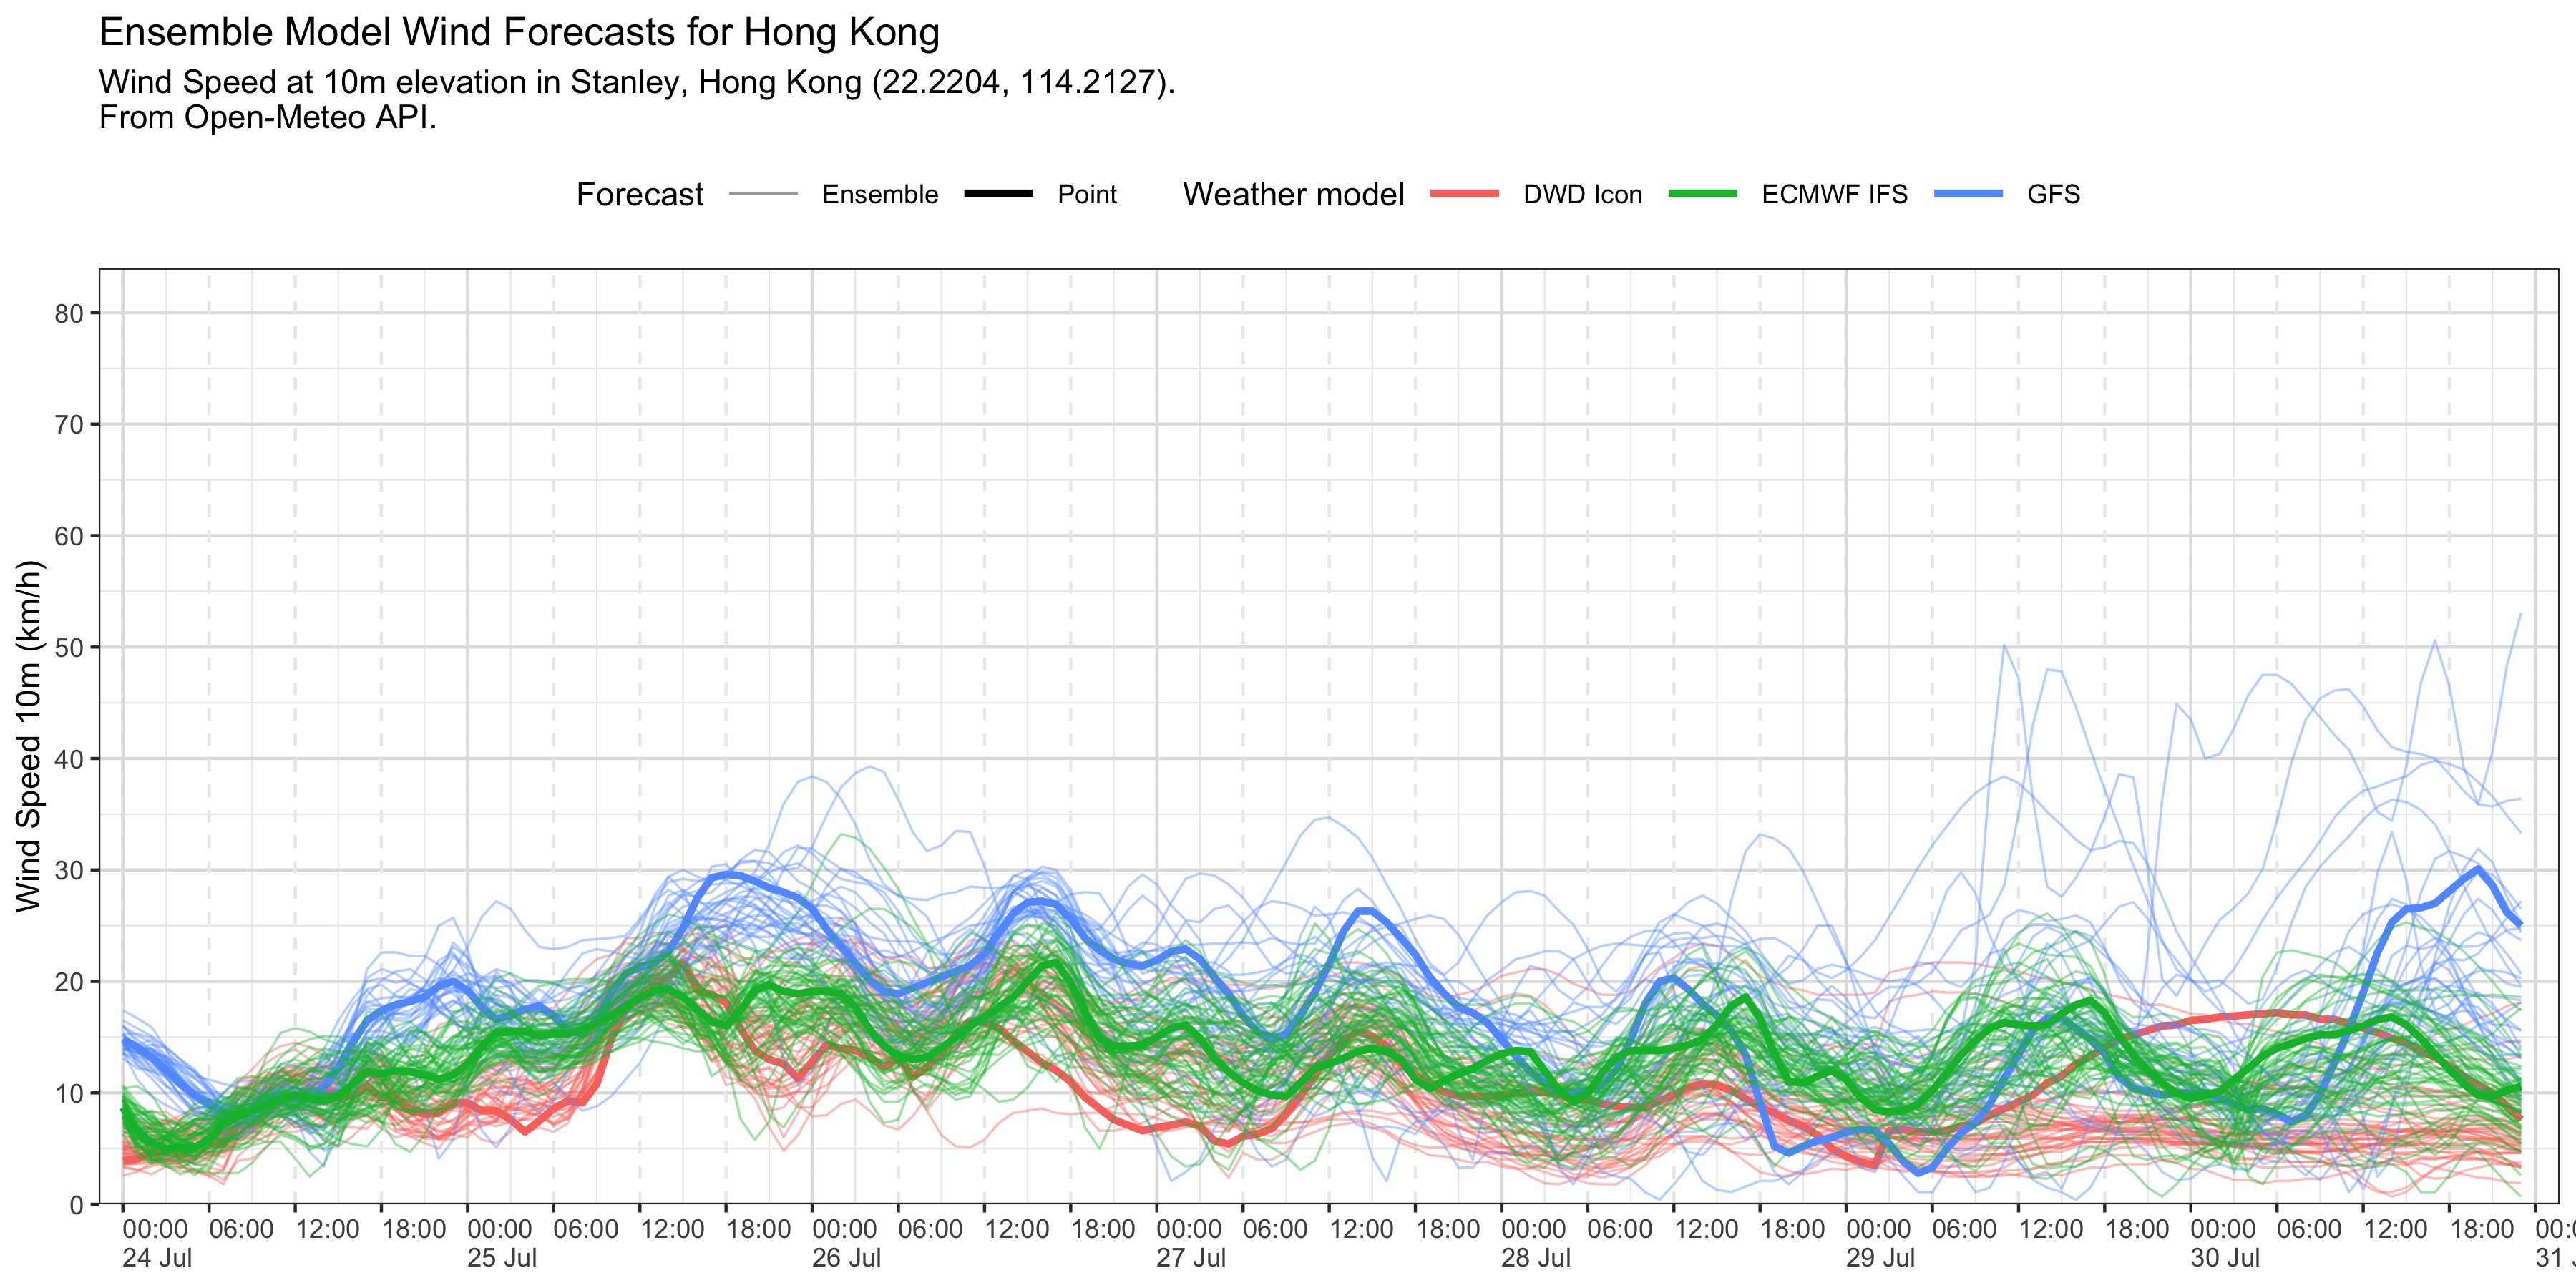 Ensemble Model Wind Forecasts for Hong Kong
Wind Speed at 10m elevation in Stanley, Hong Kong (22.2204, 114.2127).
From Open-Meteo API.
Forecast Ensemble Point Weather model DWD Icon ECMWF IFS GFS
Wind Speed 10m (km/h)
80
70
60
50
40
30
20
10
0
00:00 06:00 12:00 18:00 00:00 06:00 12:00 18:00 00:00 06:00 12:00 18:00 00:00 06:00 12:00 18:00 00:00 06:00 12:00 18:00 00:00 06:00 12:00 18:00 00:00 06:00 12:00 18:00 00:0
24 Jul 25 Jul 26 Jul 27 Jul 28 Jul 29 Jul 30 Jul 31 J